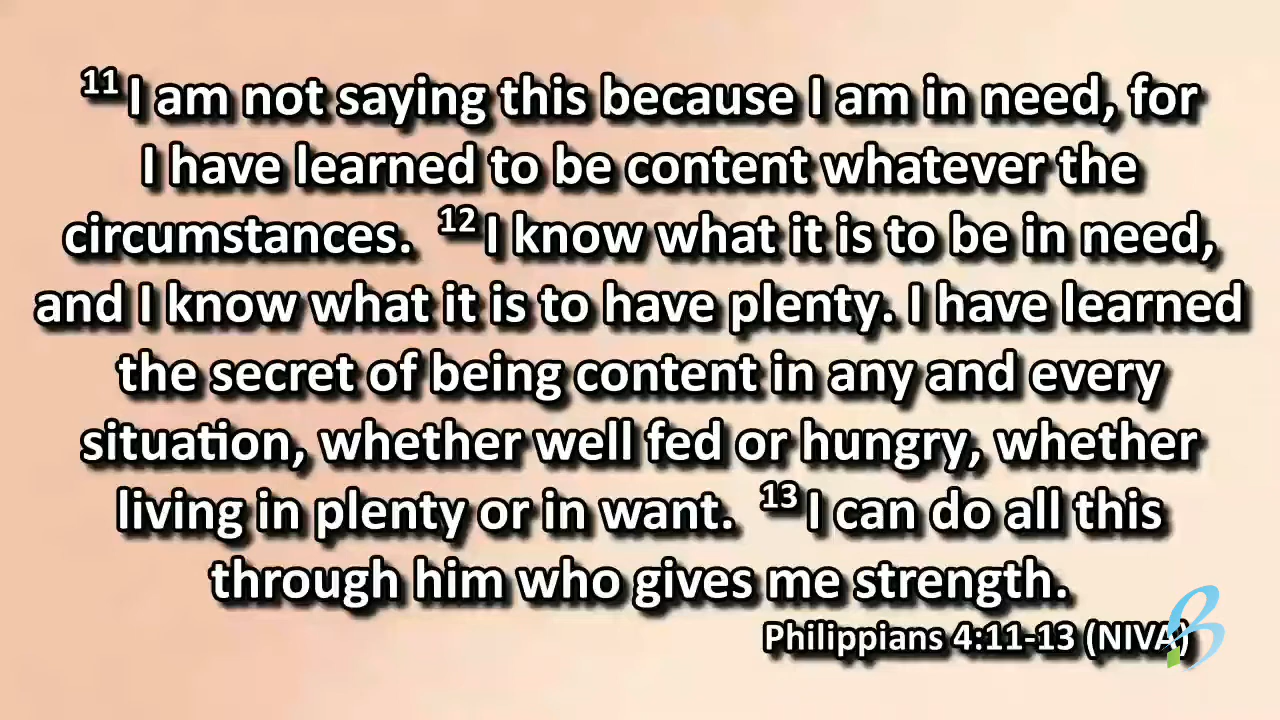 11 I am not saying this because I am in need, for
I have learned to be content whatever the
circumstances. 12 I know what it is to be in need,
and I know what it is to have plenty. I have learned
the secret of being content in any and every
situation, whether well fed or hungry, whether
living in plenty or in want. 13 I can do all this
through him who gives me strength.
Philippians 4:11-13 (NIVA)